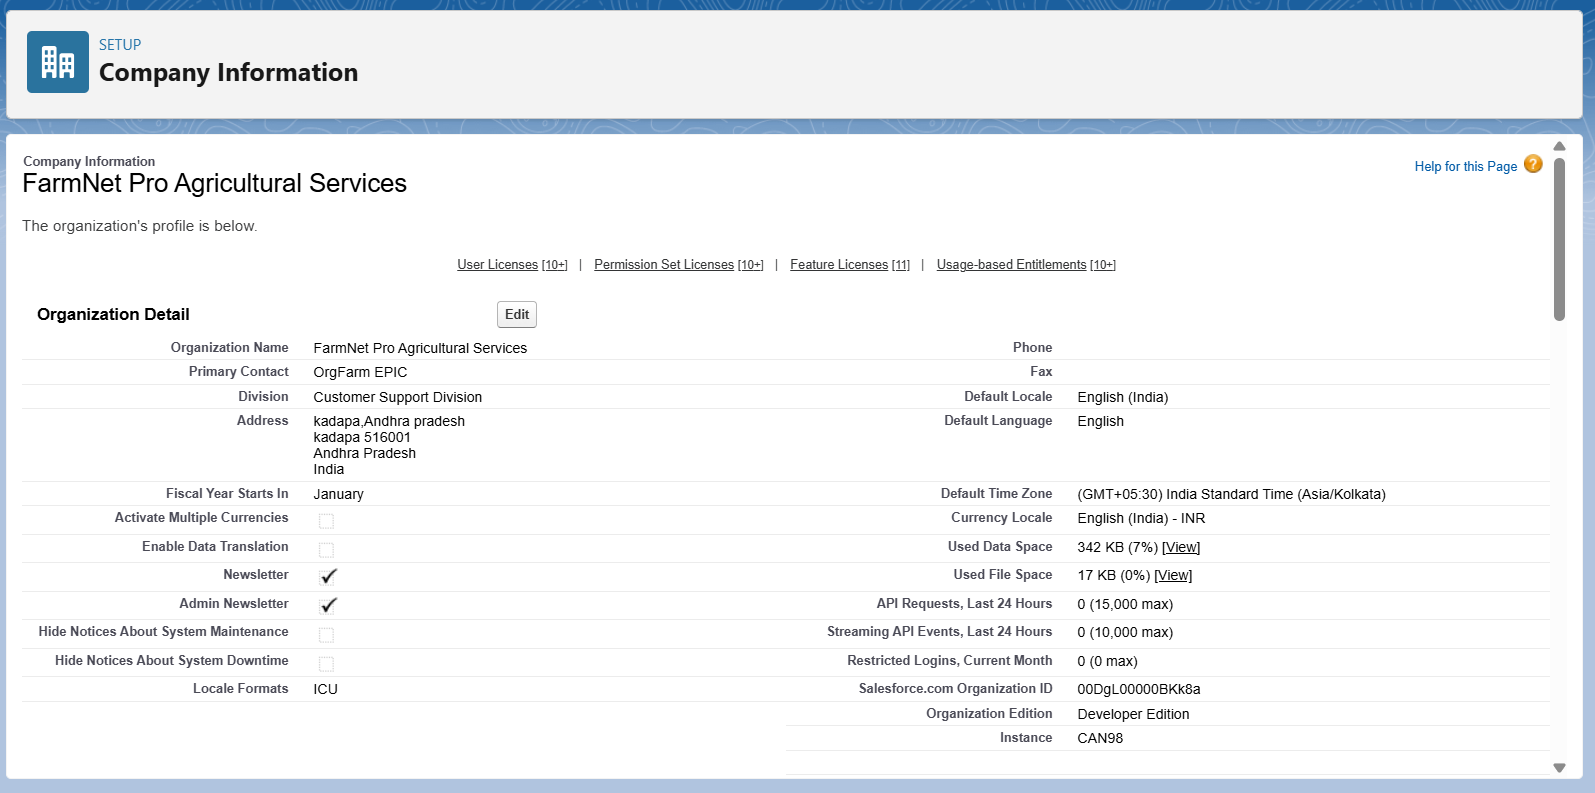 SETUP
Company Information
Company Information
FarmNet Pro Agricultural Services
Help for this Page ?
The organization's profile is below.
User Licenses [10+] | Permission Set Licenses [10+] | Feature Licenses [11] | Usage-based Entitlements [10+]
Organization Detail
Edit
Organization Name FarmNet Pro Agricultural Services
Phone
Primary Contact OrgFarm EPIC
Fax
Division Customer Support Division
Default Locale English (India)
Address kadapa,Andhra pradesh
kadapa 516001
Andhra Pradesh
India
Default Language English
Fiscal Year Starts In January
Default Time Zone (GMT+05:30) India Standard Time (Asia/Kolkata)
Activate Multiple Currencies
Currency Locale English (India) - INR
Enable Data Translation
Used Data Space 342 KB (7%) [View]
Newsletter
Used File Space 17 KB (0%) [View]
Admin Newsletter
API Requests, Last 24 Hours 0 (15,000 max)
Hide Notices About System Maintenance
Streaming API Events, Last 24 Hours 0 (10,000 max)
Hide Notices About System Downtime
Restricted Logins, Current Month 0 (0 max)
Locale Formats ICU
Salesforce.com Organization ID 00DgL00000BKk8a
Organization Edition Developer Edition
Instance CAN98